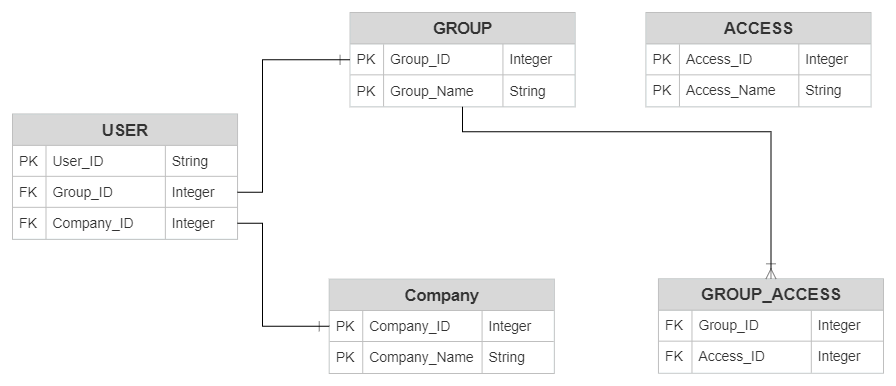 GROUP
PK Group_ID Integer
PK Group_Name String
ACCESS
PK Access_ID Integer
PK Access_Name String
USER
PK User_ID String
FK Group_ID Integer
FK Company_ID Integer
Company
PK Company_ID Integer
PK Company_Name String
GROUP_ACCESS
FK Group_ID Integer
FK Access_ID Integer